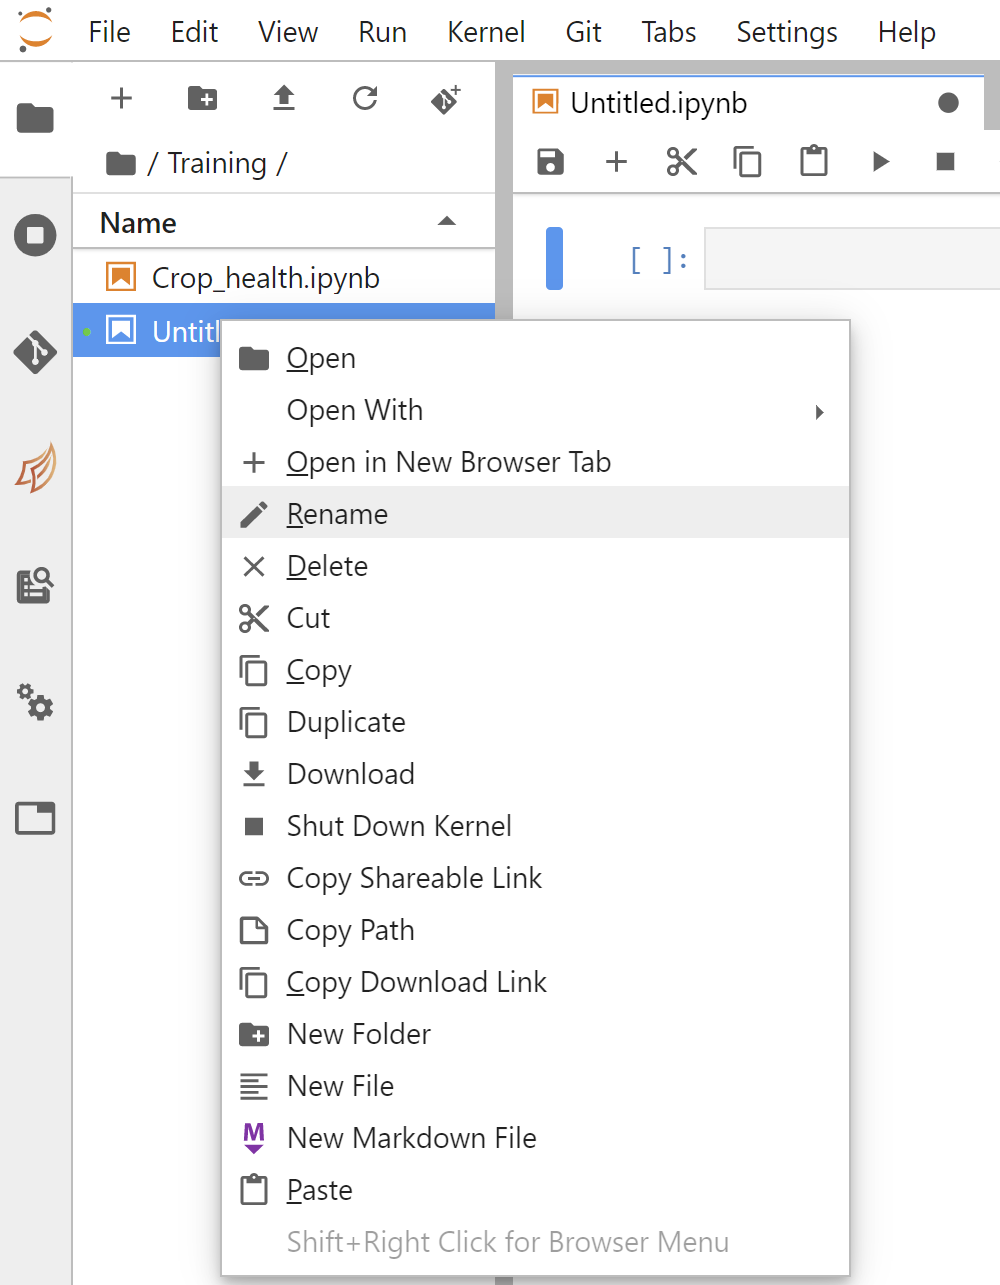 File Edit View Run Kernel Git Tabs Settings Help
Untitled.ipynb
/ Training /
Name
[ ]:
Crop_health.ipynb
Open
Open With
Open in New Browser Tab
Rename
Delete
Cut
Copy
Duplicate
Download
Shut Down Kernel
Copy Shareable Link
Copy Path
Copy Download Link
New Folder
New File
New Markdown File
Paste
Shift+Right Click for Browser Menu